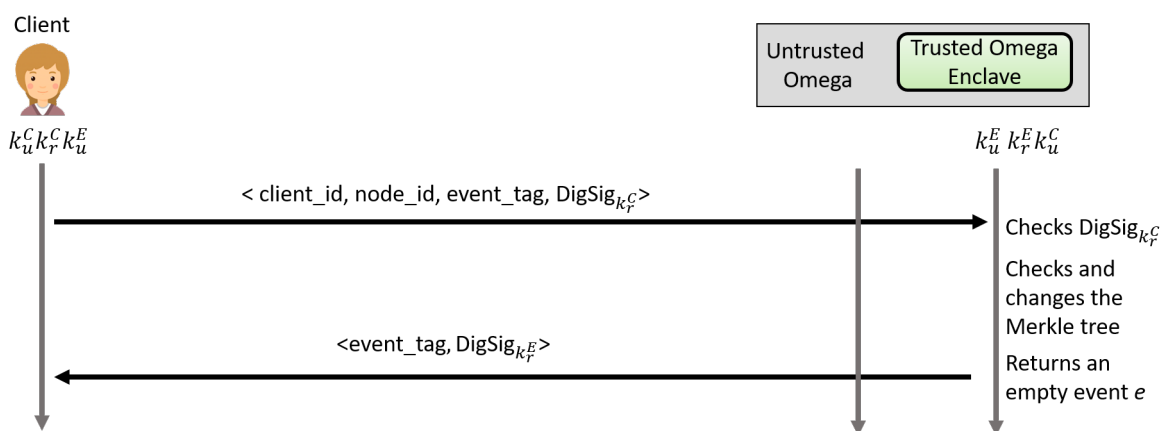 Client
Untrusted
Omega
Trusted Omega
Enclave
k_u^C k_r^C k_u^E
k_u^E k_r^E k_u^C
< client_id, node_id, event_tag, DigSig_{k_r^C}>
Checks DigSig_{k_r^C}
Checks and
changes the
Merkle tree
<event_tag, DigSig_{k_r^E}>
Returns an
empty event e